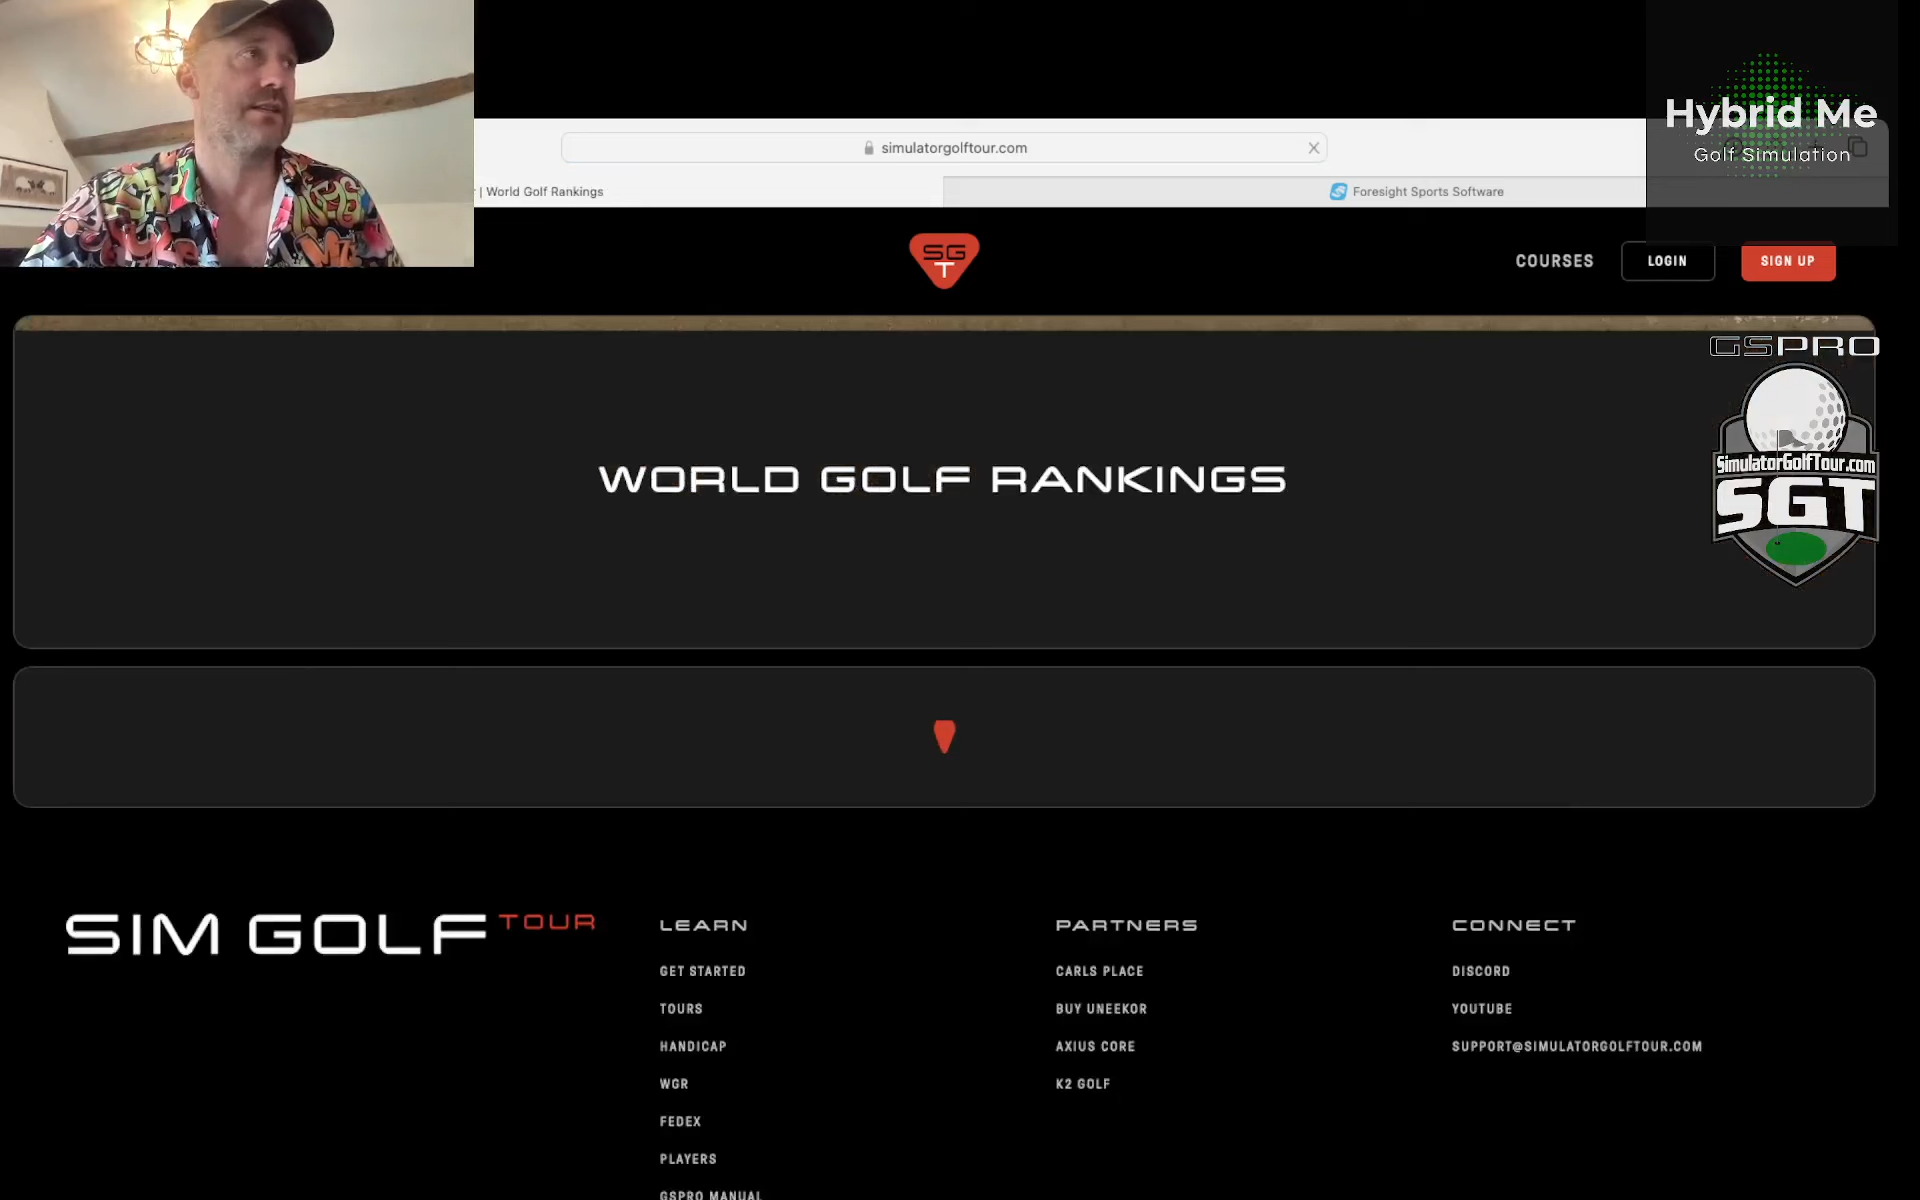 Hybrid Me
Golf Simulation
simulatorgolftour.com
| World Golf Rankings
Foresight Sports Software
SG
T
COURSES
LOGIN
SIGN UP
GSPRO
SimulatorGolfTour.com
SGT
WORLD GOLF RANKINGS
SIM GOLF TOUR
LEARN
GET STARTED
TOURS
HANDICAP
WGR
FEDEX
PLAYERS
GSPRO MANUAL
PARTNERS
CARLS PLACE
BUY UNEEKOR
AXIUS CORE
K2 GOLF
CONNECT
DISCORD
YOUTUBE
SUPPORT@SIMULATORGOLFTOUR.COM